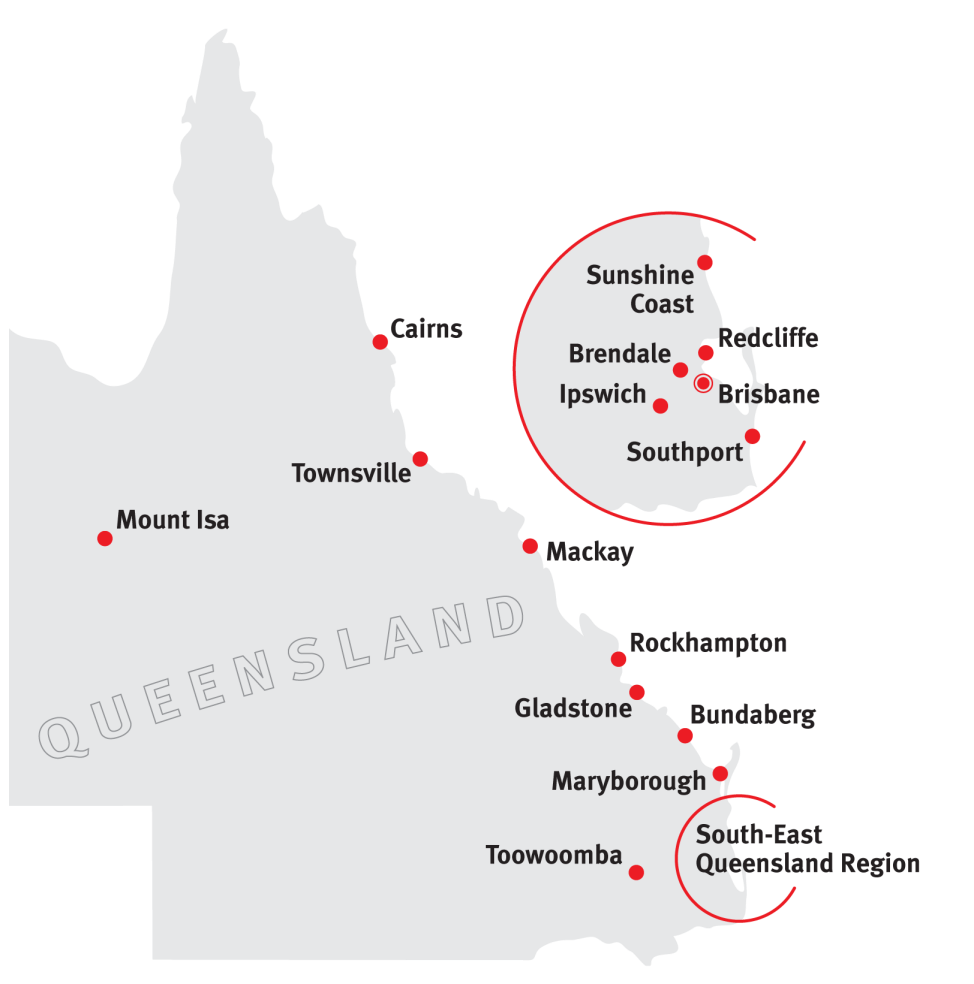 Sunshine
Coast
Cairns
Redcliffe
Brendale
Ipswich
Brisbane
Southport
Townsville
Mount Isa
Mackay
QUEENSLAND
Rockhampton
Gladstone
Bundaberg
Maryborough
South-East
Queensland Region
Toowoomba